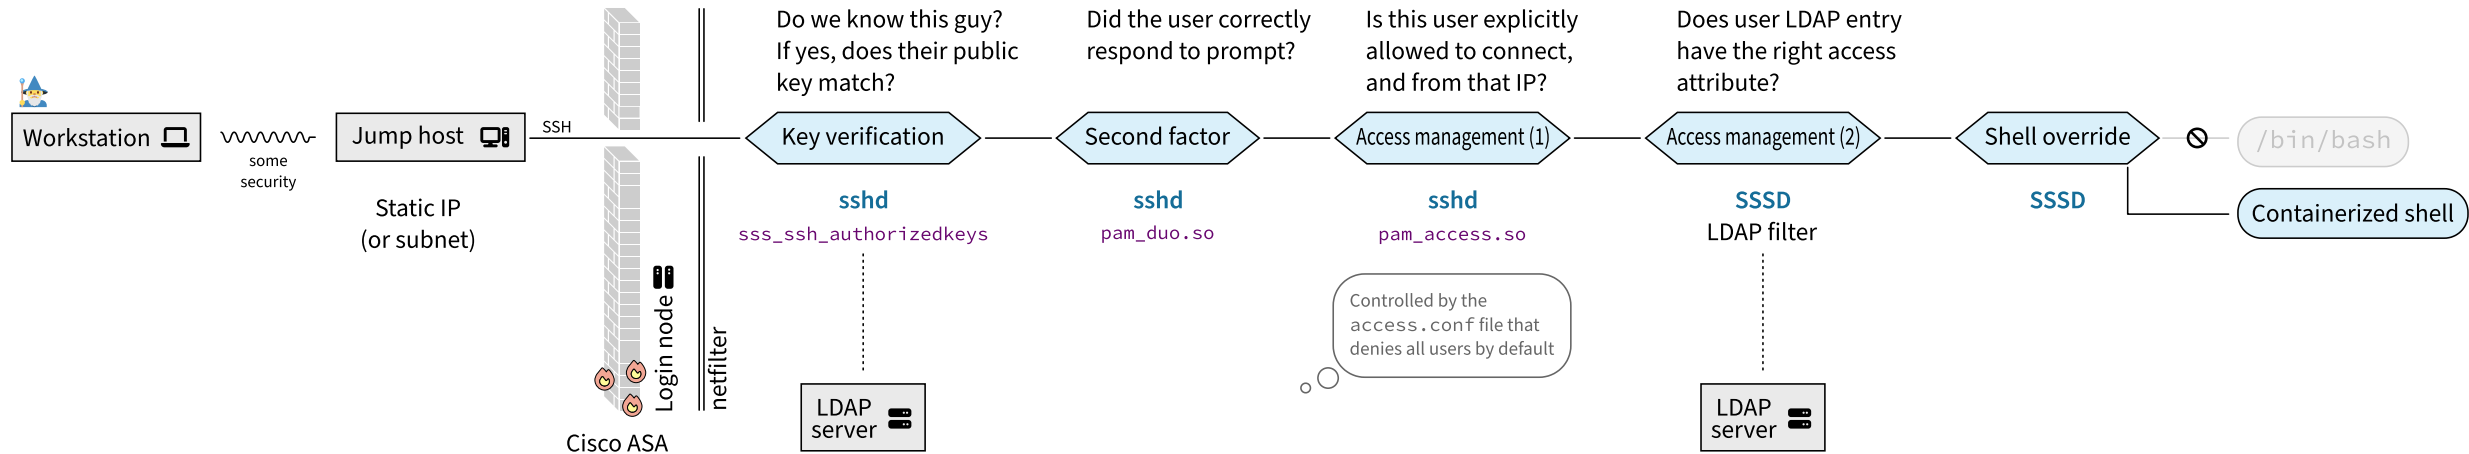 Workstation
some
security
Jump host
Static IP
(or subnet)
SSH
Cisco ASA
Login node
netfilter
Do we know this guy?
If yes, does their public
key match?
Key verification
sshd
sss_ssh_authorizedkeys
LDAP
server
Did the user correctly
respond to prompt?
Second factor
sshd
pam_duo.so
Is this user explicitly
allowed to connect,
and from that IP?
Access management (1)
sshd
pam_access.so
Controlled by the
access.conf file that
denies all users by default
Does user LDAP entry
have the right access
attribute?
Access management (2)
SSSD
LDAP filter
LDAP
server
Shell override
SSSD
/bin/bash
Containerized shell